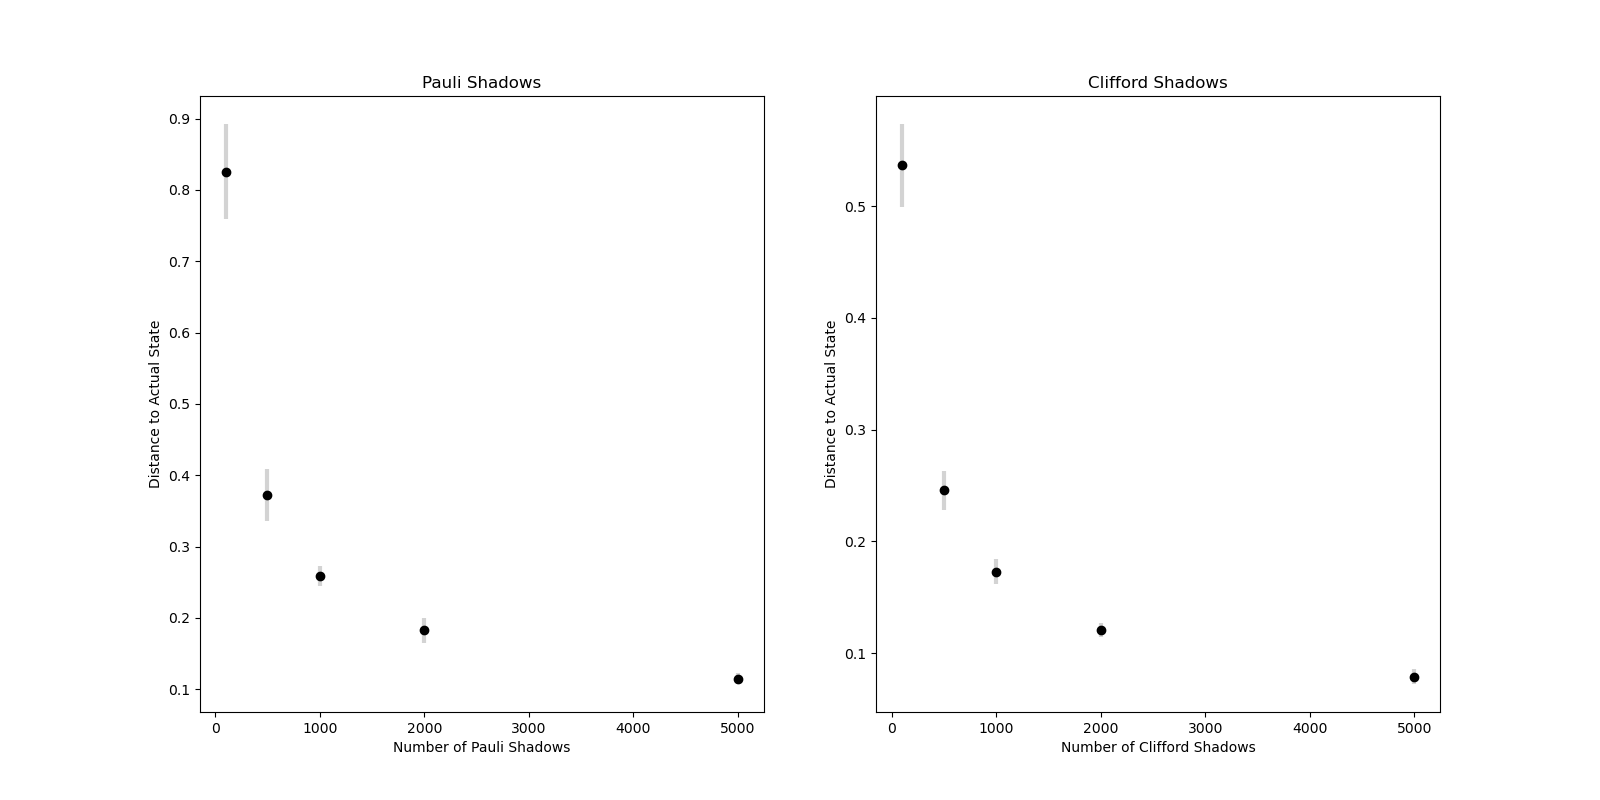 Pauli Shadows
0.9
0.8
0.7
0.6
0.5
0.4
0.3
0.2
0.1
Distance to Actual State
0 1000 2000 3000 4000 5000
Number of Pauli Shadows
Clifford Shadows
0.5
0.4
0.3
0.2
0.1
Distance to Actual State
0 1000 2000 3000 4000 5000
Number of Clifford Shadows